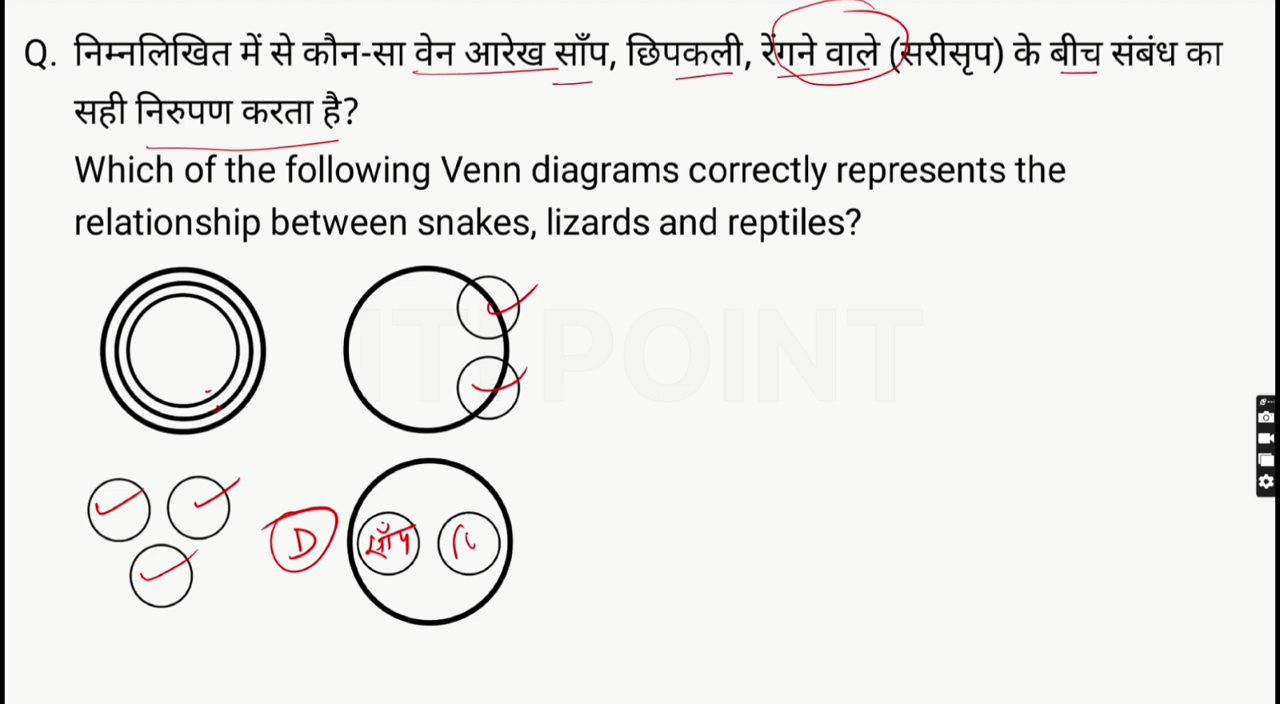 Q. निम्नलिखित में से कौन-सा वेन आरेख साँप, छिपकली, रेंगने वाले (सरीसृप) के बीच संबंध का
सही निरुपण करता है?
Which of the following Venn diagrams correctly represents the
relationship between snakes, lizards and reptiles?
POINT
D साँप